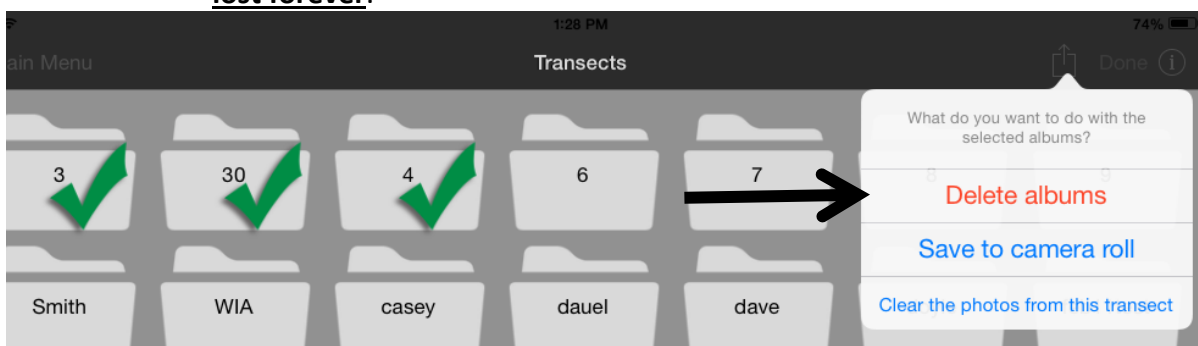 lost forever.
1:28 PM
74%
ain Menu
Transects
Done
What do you want to do with the
selected albums?
3
30
4
6
7
8
9
Delete albums
Save to camera roll
Smith
WIA
casey
dauel
dave
Clear the photos from this transect